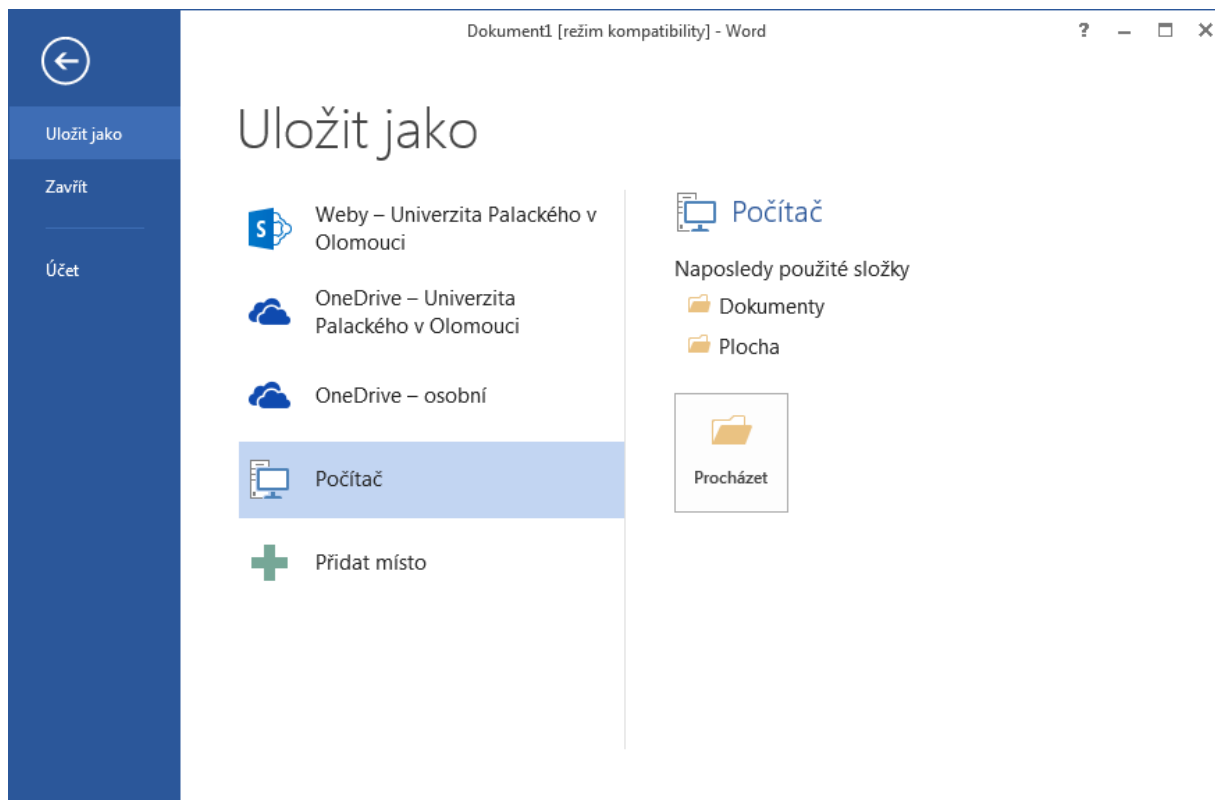 Dokument1 [režim kompatibility] - Word
?
Uložit jako
Zavřít
Účet
Uložit jako
S
Weby – Univerzita Palackého v
Olomouci
OneDrive – Univerzita
Palackého v Olomouci
OneDrive – osobní
Počítač
Přidat místo
Počítač
Naposledy použité složky
Dokumenty
Plocha
Procházet